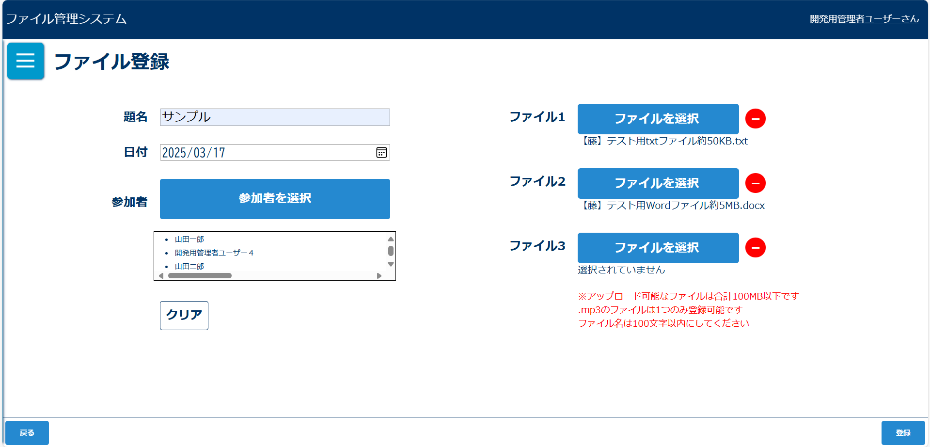 ファイル管理システム
開発用管理者ユーザーさん
ファイル登録
題名
サンプル
日付
2025/03/17
参加者
参加者を選択
山田一郎
開発用管理者ユーザー4
山田二郎
クリア
ファイル1
ファイルを選択
【藤】テスト用txtファイル約50KB.txt
ファイル2
ファイルを選択
【藤】テスト用Wordファイル約5MB.docx
ファイル3
ファイルを選択
選択されていません
※アップロード可能なファイルは合計100MB以下です
.mp3のファイルは1つのみ登録可能です
ファイル名は100文字以内にしてください
戻る
登録